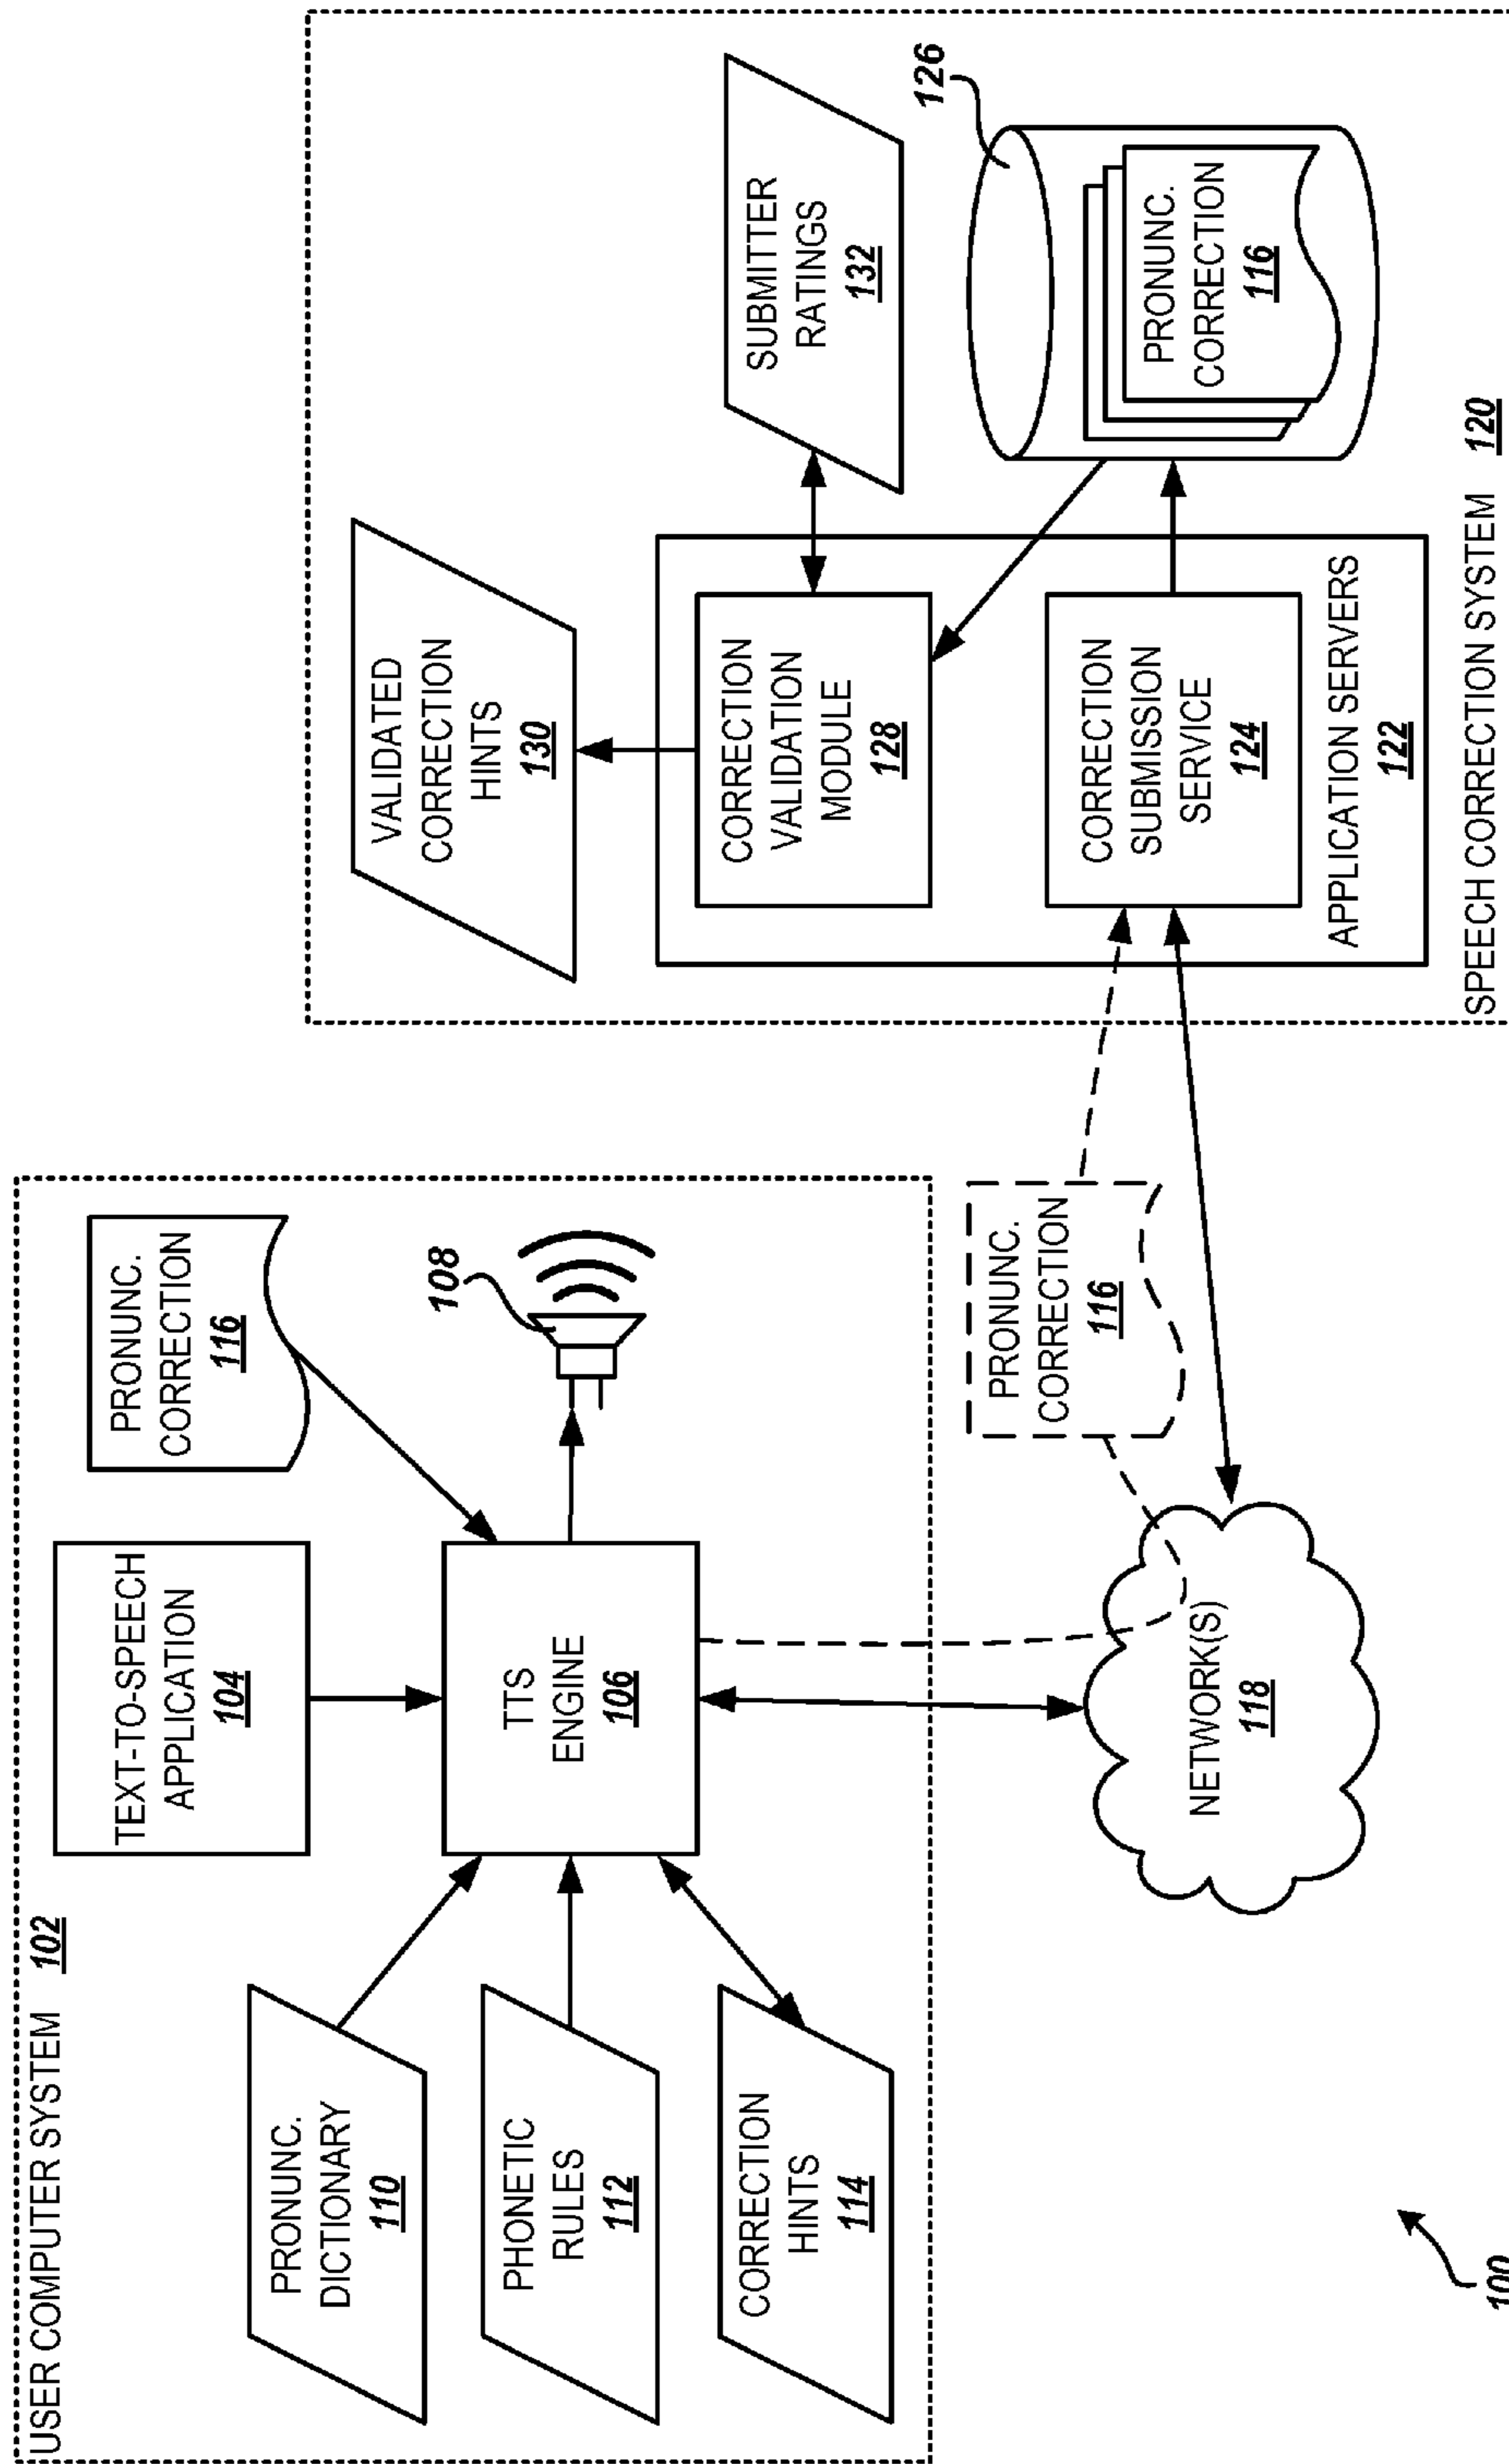 USER COMPUTER SYSTEM 102
TEXT-TO-SPEECH
APPLICATION
104
PRONUNC.
CORRECTION
116
PRONUNC.
DICTIONARY
110
PHONETIC
RULES
112
CORRECTION
HINTS
114
TTS
ENGINE
106
108
NETWORK(S)
118
PRONUNC.
CORRECTION
116
VALIDATED
CORRECTION
HINTS
130
SUBMITTER
RATINGS
132
CORRECTION
VALIDATION
MODULE
128
CORRECTION
SUBMISSION
SERVICE
124
APPLICATION SERVERS
122
126
PRONUNC.
CORRECTION
116
SPEECH CORRECTION SYSTEM 120
100